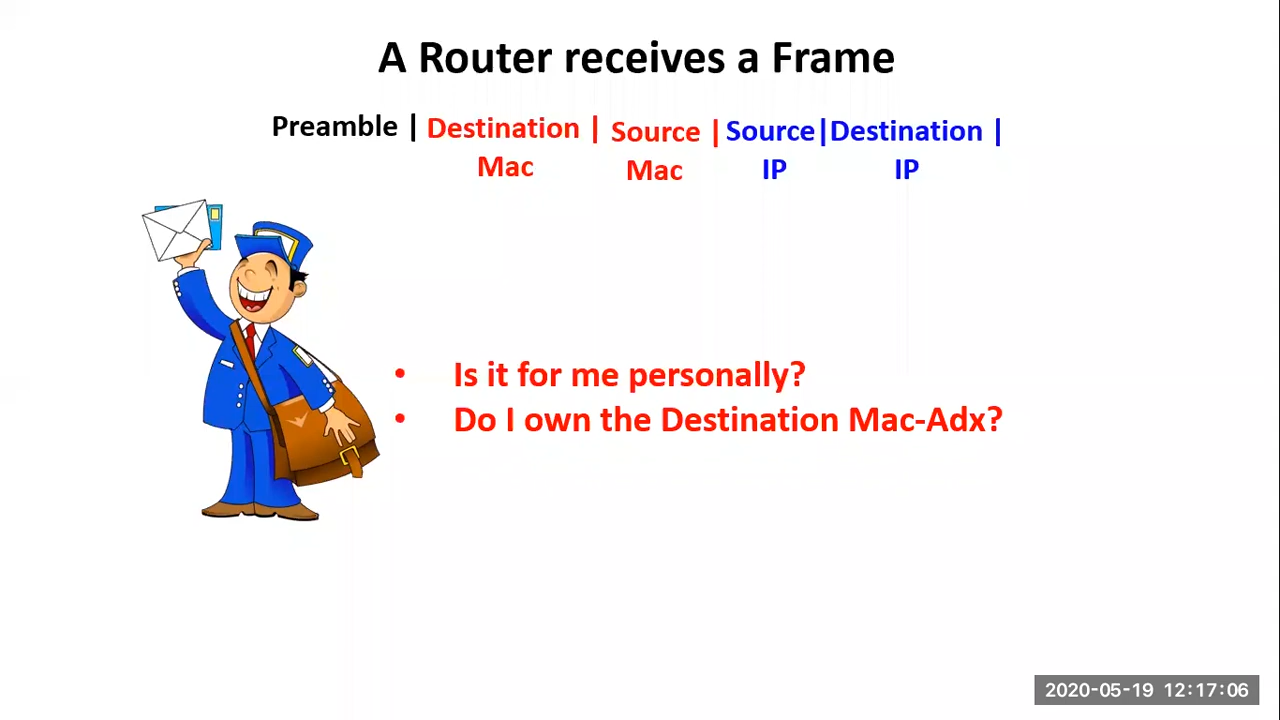 A Router receives a Frame
Preamble | Destination | Source | Source | Destination |
Mac Mac IP IP
• Is it for me personally?
• Do I own the Destination Mac-Adx?
2020-05-19 12:17:06